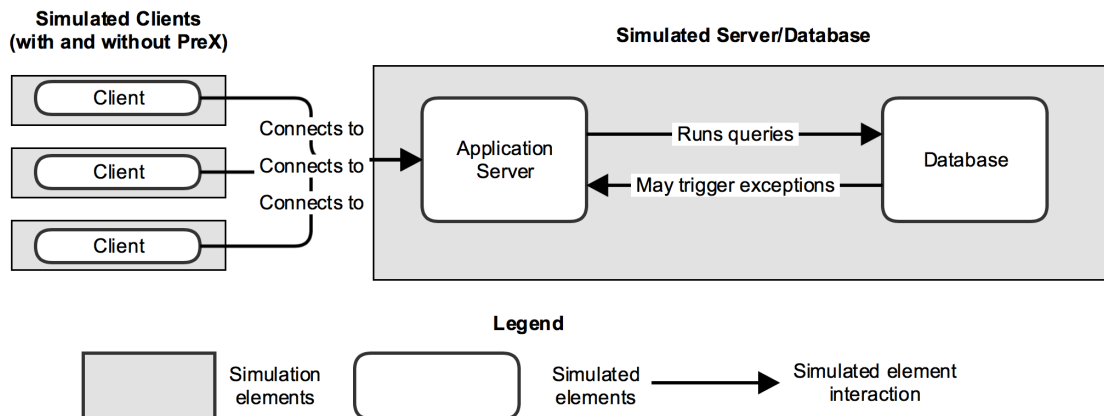 Simulated Clients
(with and without PreX)
Simulated Server/Database
Client
Client
Client
Connects to
Connects to
Connects to
Application
Server
Runs queries
May trigger exceptions
Database
Legend
Simulation
elements
Simulated
elements
Simulated element
interaction